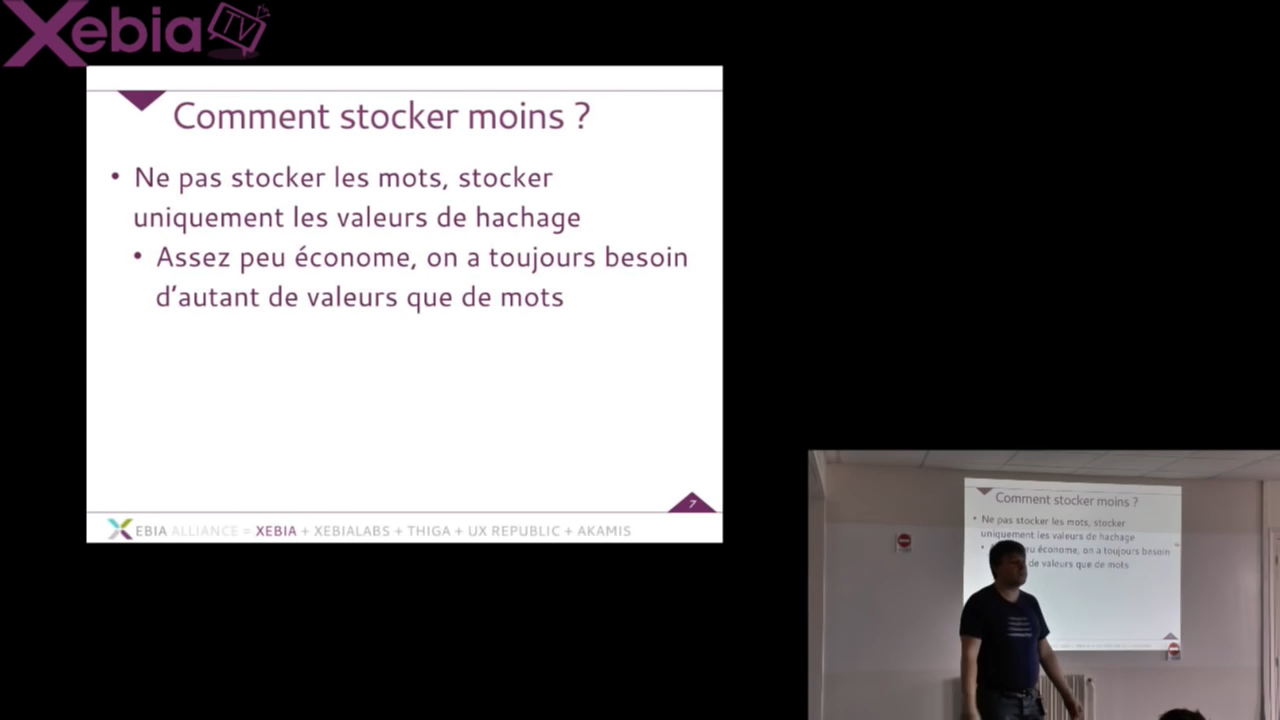 Xebia TV
Comment stocker moins ?
• Ne pas stocker les mots, stocker
uniquement les valeurs de hachage
• Assez peu économe, on a toujours besoin
d'autant de valeurs que de mots
7
EBIA ALLIANCE = XEBIA + XEBIALABS + THIGA + UX REPUBLIC + AKAMIS
Comment stocker moins ?
• Ne pas stocker les mots, stocker
uniquement les valeurs de hachage
économe, on a toujours besoin
de valeurs que de mots